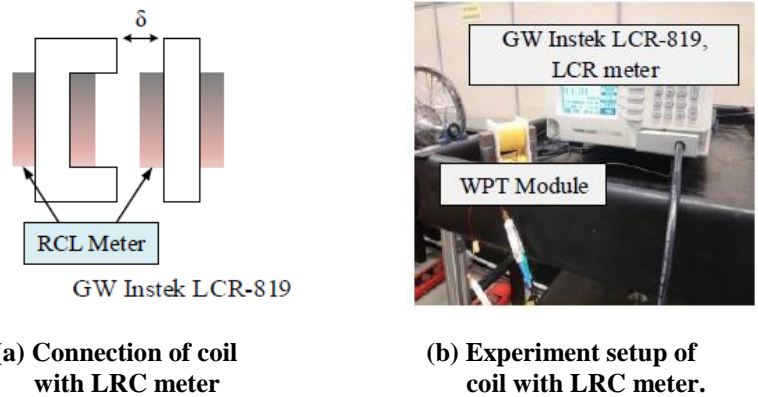 δ
RCL Meter
GW Instek LCR-819
GW Instek LCR-819,
LCR meter
WPT Module
(a) Connection of coil
with LRC meter
(b) Experiment setup of
coil with LRC meter.